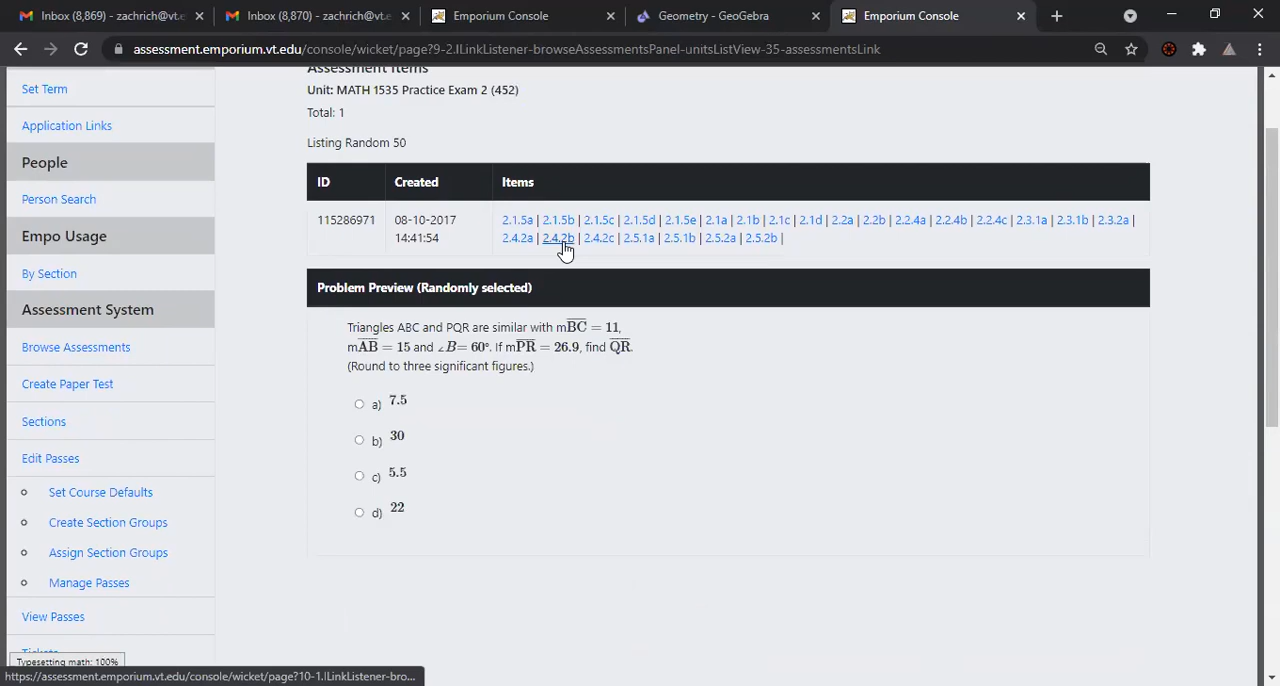 Inbox (8,869) - zachrich@vt.e
Inbox (8,870) - zachrich@vt.e
Emporium Console
Geometry - GeoGebra
Emporium Console
assessment.emporium.vt.edu/console/wicket/page?9-2.ILinkListener-browseAssessmentsPanel-unitsListView-35-assessmentsLink
Set Term
Application Links
People
Person Search
Empo Usage
By Section
Assessment System
Browse Assessments
Create Paper Test
Sections
Edit Passes
Set Course Defaults
Create Section Groups
Assign Section Groups
Manage Passes
View Passes
Tickets
Assessment Items
Unit: MATH 1535 Practice Exam 2 (452)
Total: 1
Listing Random 50
ID Created Items
115286971 08-10-2017 14:41:54
2.1.5a | 2.1.5b | 2.1.5c | 2.1.5d | 2.1.5e | 2.1a | 2.1b | 2.1c | 2.1d | 2.2a | 2.2b | 2.2.4a | 2.2.4b | 2.2.4c | 2.3.1a | 2.3.1b | 2.3.2a |
2.4.2a | 2.4.2b | 2.4.2c | 2.5.1a | 2.5.1b | 2.5.2a | 2.5.2b |
Problem Preview (Randomly selected)
Triangles ABC and PQR are similar with mB̅C̅ = 11,
mA̅B̅ = 15 and ∠B= 60°. If mP̅R̅ = 26.9, find Q̅R̅.
(Round to three significant figures.)
a) 7.5
b) 30
c) 5.5
d) 22
Typesetting math: 100%
https://assessment.emporium.vt.edu/console/wicket/page?10-1.ILinkListener-bro...